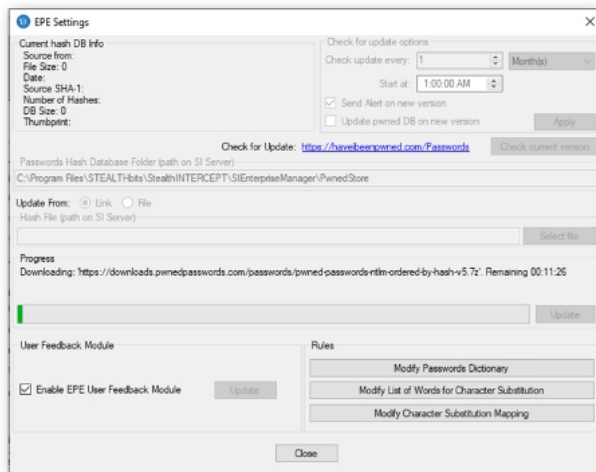 SI EPE Settings
Current hash DB Info
Source from:
File Size: 0
Date:
Source SHA-1:
Number of Hashes:
DB Size: 0
Thumbprint:
Check for update options
Check update every: 1 Month(s)
Start at: 1:00:00 AM
Send Alert on new version
Update pwned DB on new version Apply
Check for Update: https://haveibeenpwned.com/Passwords Check current version
Passwords Hash Database Folder (path on SI Server)
C:\Program Files\STEALTHbits\StealthINTERCEPT\SIEnterpriseManager\PwnedStore
Update From: Link File
Hash File (path on SI Server)
Select file
Progress
Downloading: 'https://downloads.pwnedpasswords.com/passwords/pwned-passwords-ntlm-ordered-by-hash-v5.7z'. Remaining 00:11:26
Update
User Feedback Module
Enable EPE User Feedback Module Update
Rules
Modify Passwords Dictionary
Modify List of Words for Character Substitution
Modify Character Substitution Mapping
Close